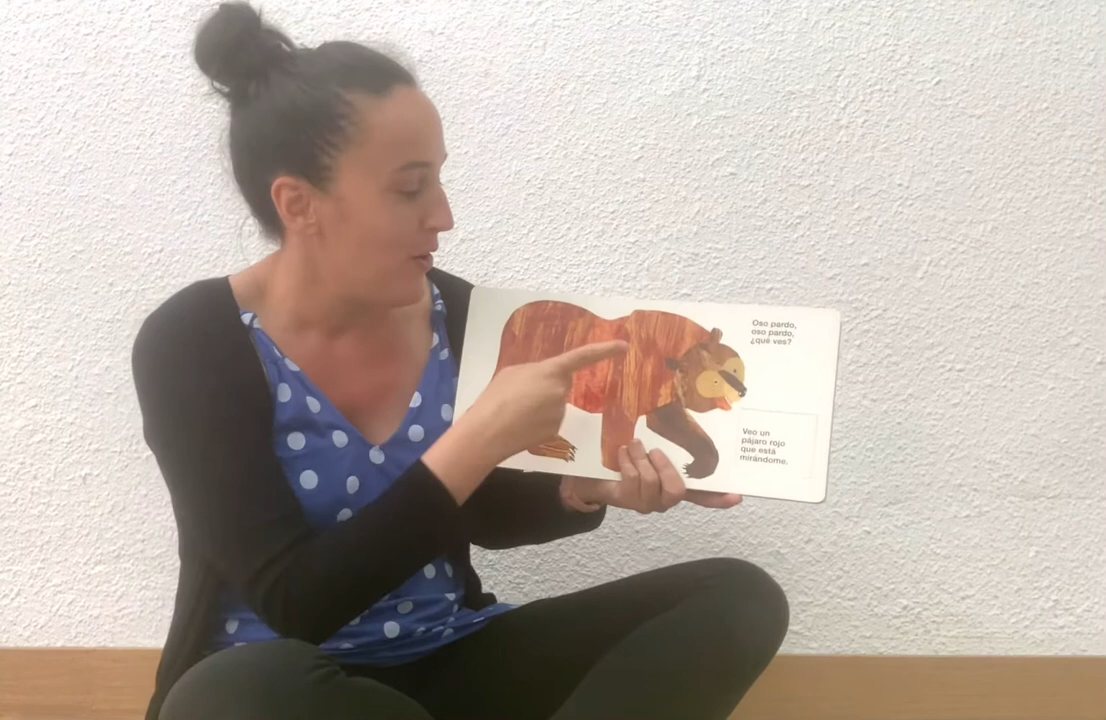 Oso pardo,
oso pardo,
¿qué ves?
Veo un
pájaro rojo
que está
mirándome.